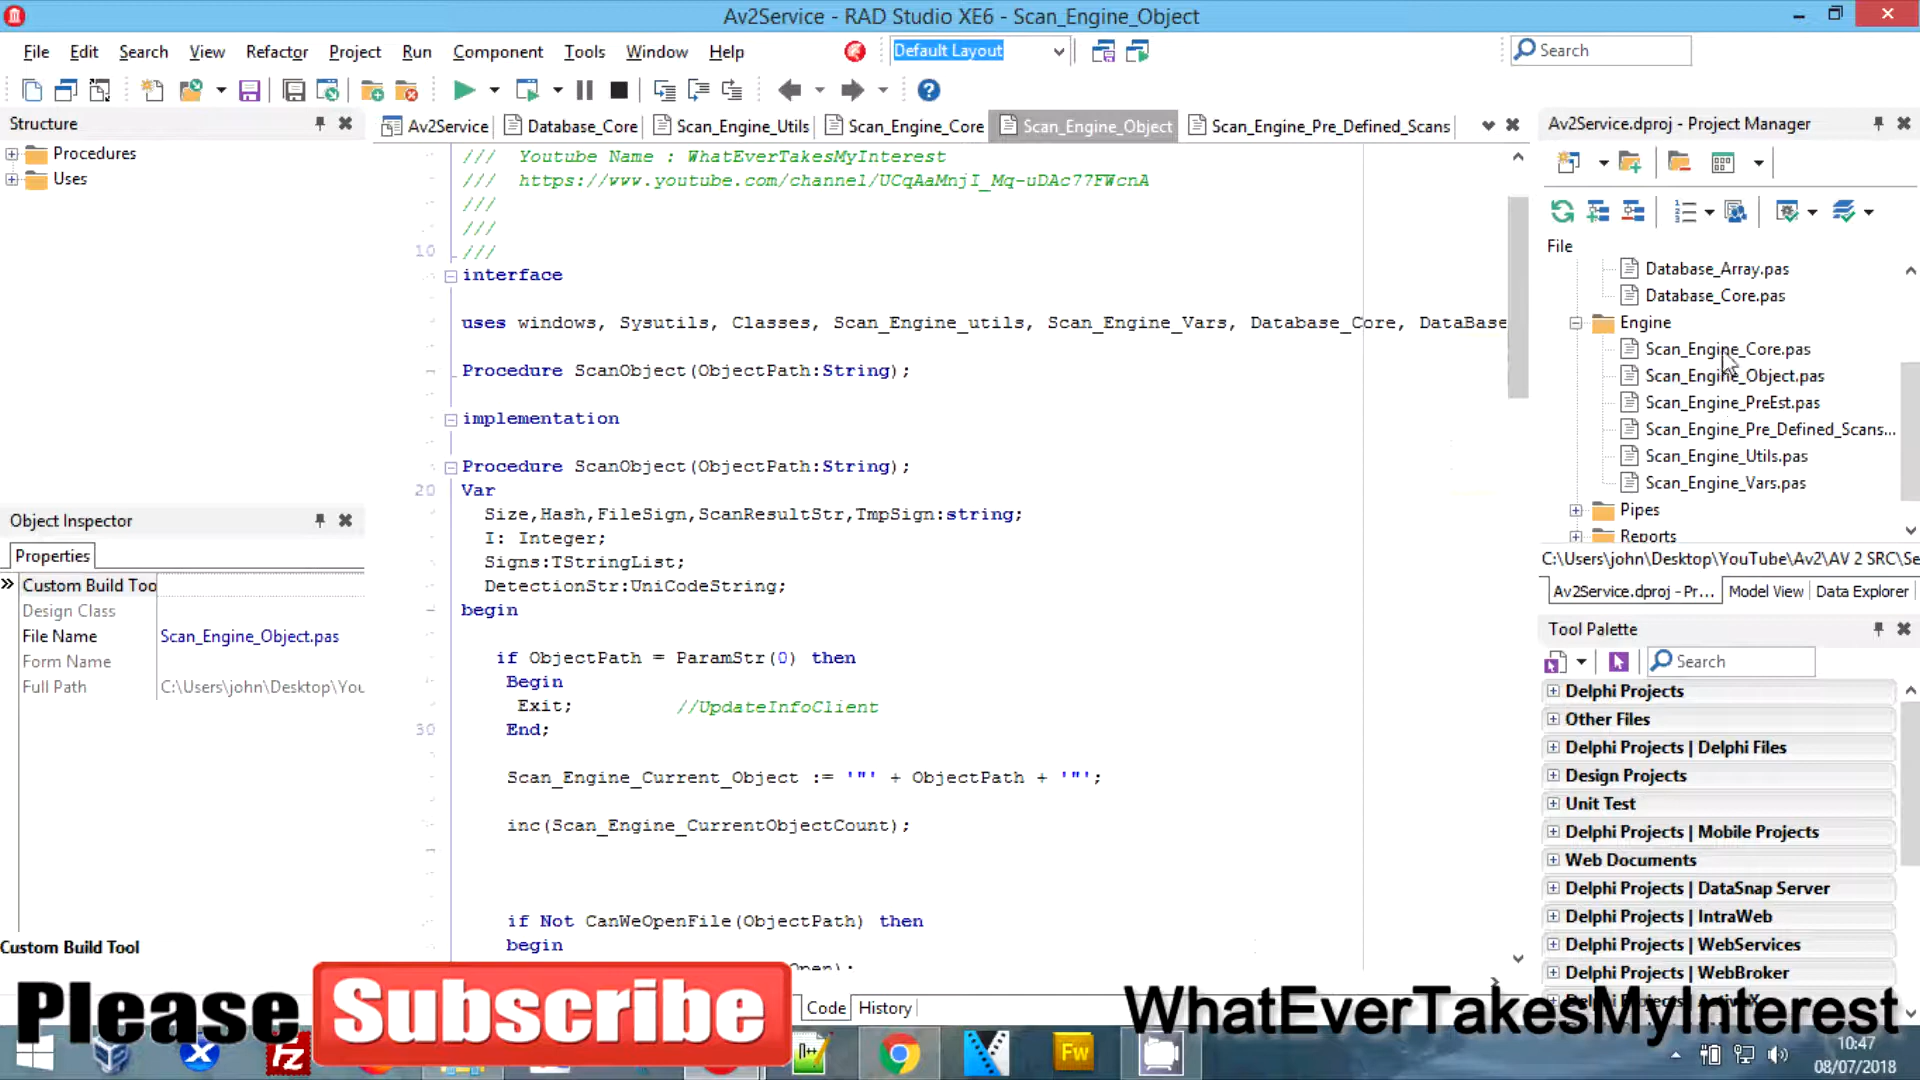 Av2Service - RAD Studio XE6 - Scan_Engine_Object
File Edit Search View Refactor Project Run Component Tools Window Help
Default Layout
Search
Structure
Procedures
Uses
Av2Service Database_Core Scan_Engine_Utils Scan_Engine_Core Scan_Engine_Object Scan_Engine_Pre_Defined_Scans
/// Youtube Name : WhatEverTakesMyInterest
/// https://www.youtube.com/channel/UCqAaMnjI_Mq-uDAc77FWcnA
///
///
10 ///
interface
uses windows, Sysutils, Classes, Scan_Engine_utils, Scan_Engine_Vars, Database_Core, DataBase
Procedure ScanObject(ObjectPath:String);
implementation
Procedure ScanObject(ObjectPath:String);
20 Var
Size,Hash,FileSign,ScanResultStr,TmpSign:string;
I: Integer;
Signs:TStringList;
DetectionStr:UniCodeString;
begin
if ObjectPath = ParamStr(0) then
Begin
Exit; //UpdateInfoClient
30 End;
Scan_Engine_Current_Object := '"' + ObjectPath + '"';
inc(Scan_Engine_CurrentObjectCount);
if Not CanWeOpenFile(ObjectPath) then
begin
Code History
Object Inspector
Properties
Custom Build Too
Design Class
File Name Scan_Engine_Object.pas
Form Name
Full Path C:\Users\john\Desktop\You
Custom Build Tool
Av2Service.dproj - Project Manager
File
Database_Array.pas
Database_Core.pas
Engine
Scan_Engine_Core.pas
Scan_Engine_Object.pas
Scan_Engine_PreEst.pas
Scan_Engine_Pre_Defined_Scans...
Scan_Engine_Utils.pas
Scan_Engine_Vars.pas
Pipes
Reports
C:\Users\john\Desktop\YouTube\Av2\AV 2 SRC\Se
Av2Service.dproj - Pr... Model View Data Explorer
Tool Palette
Search
Delphi Projects
Other Files
Delphi Projects | Delphi Files
Design Projects
Unit Test
Delphi Projects | Mobile Projects
Web Documents
Delphi Projects | DataSnap Server
Delphi Projects | IntraWeb
Delphi Projects | WebServices
Delphi Projects | WebBroker
Please Subscribe
WhatEverTakesMyInterest
Fw
10:47
08/07/2018